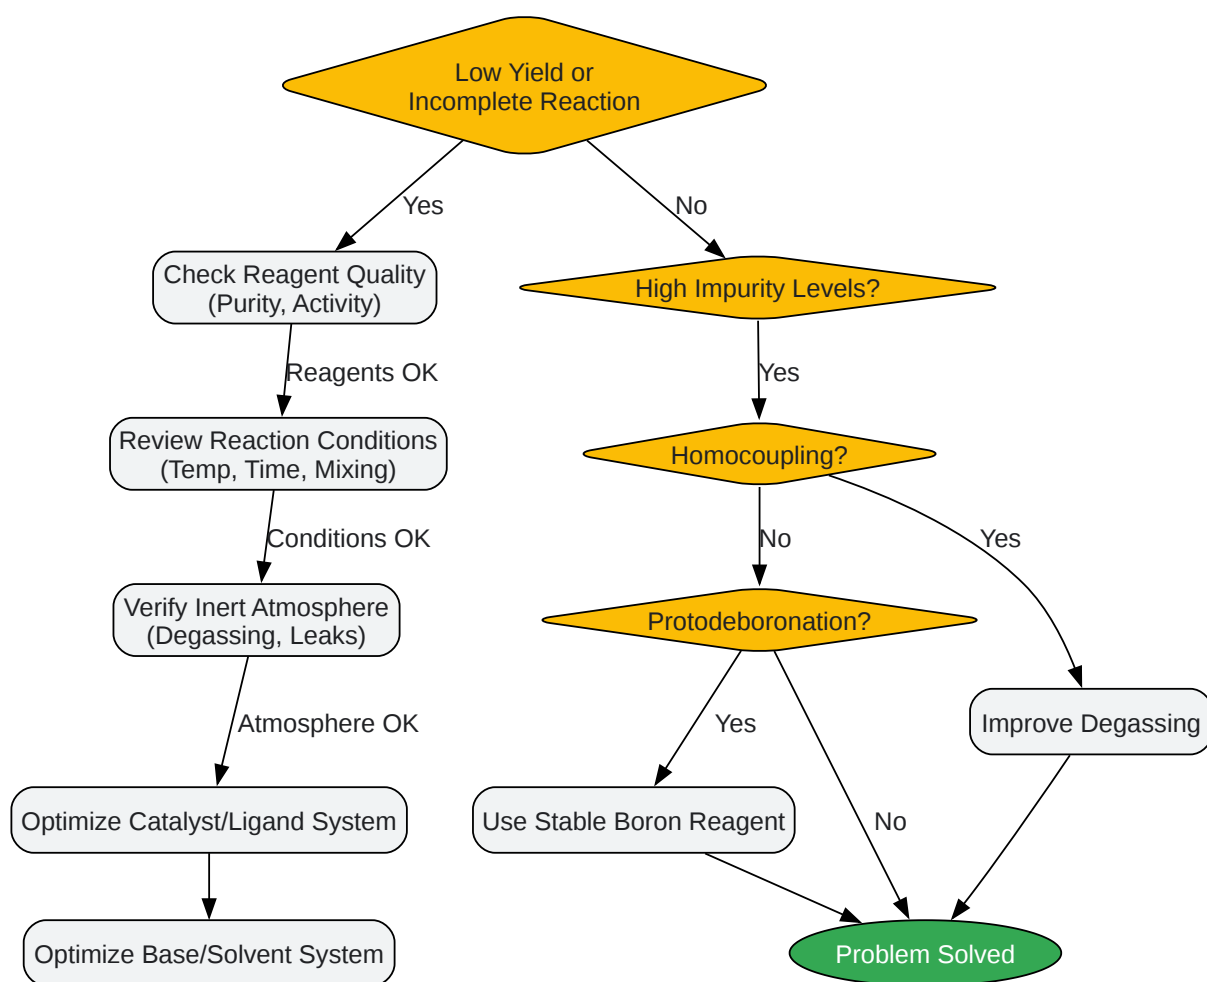 Low Yield or
Incomplete Reaction
Yes
No
Check Reagent Quality
(Purity, Activity)
High Impurity Levels?
Reagents OK
Yes
Review Reaction Conditions
(Temp, Time, Mixing)
Homocoupling?
Conditions OK
No
Yes
Verify Inert Atmosphere
(Degassing, Leaks)
Protodeboronation?
Atmosphere OK
Yes
Improve Degassing
Optimize Catalyst/Ligand System
Use Stable Boron Reagent
No
Optimize Base/Solvent System
Problem Solved